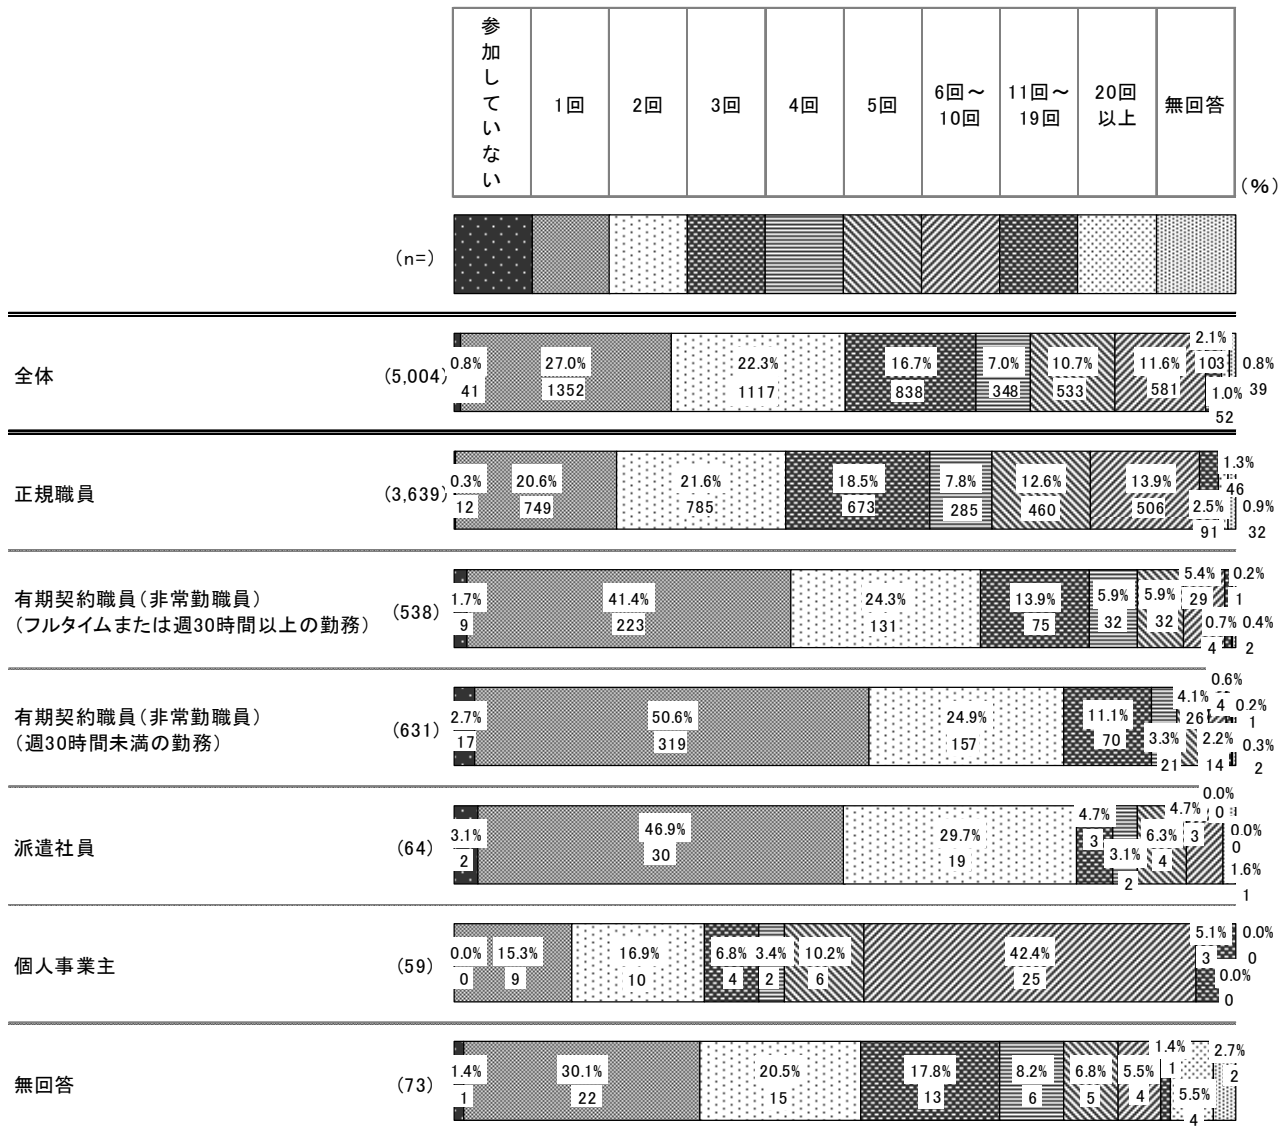 参加していない
1回
2回
3回
4回
5回
6回～
10回
11回～
19回
20回
以上
無回答
(%)
(n=)
全体
(5,004)
0.8% 27.0% 22.3% 16.7% 7.0% 10.7% 11.6% 2.1% 1.0% 0.8%
41 1352 1117 838 348 533 581 103 52 39
正規職員
(3,639)
0.3% 20.6% 21.6% 18.5% 7.8% 12.6% 13.9% 2.5% 1.3% 0.9%
12 749 785 673 285 460 506 91 46 32
有期契約職員（非常勤職員）
（フルタイムまたは週30時間以上の勤務）
(538)
1.7% 41.4% 24.3% 13.9% 5.9% 5.9% 5.4% 0.7% 0.2% 0.4%
9 223 131 75 32 32 29 4 1 2
有期契約職員（非常勤職員）
（週30時間未満の勤務）
(631)
2.7% 50.6% 24.9% 11.1% 3.3% 4.1% 2.2% 0.6% 0.2% 0.3%
17 319 157 70 21 26 14 4 1 2
派遣社員
(64)
3.1% 46.9% 29.7% 4.7% 3.1% 6.3% 4.7% 0.0% 0.0% 1.6%
2 30 19 3 2 4 3 0 0 1
個人事業主
(59)
0.0% 15.3% 16.9% 6.8% 3.4% 10.2% 42.4% 5.1% 0.0% 0.0%
0 9 10 4 2 6 25 3 0 0
無回答
(73)
1.4% 30.1% 20.5% 17.8% 8.2% 6.8% 5.5% 1.4% 5.5% 2.7%
1 22 15 13 6 5 4 1 4 2